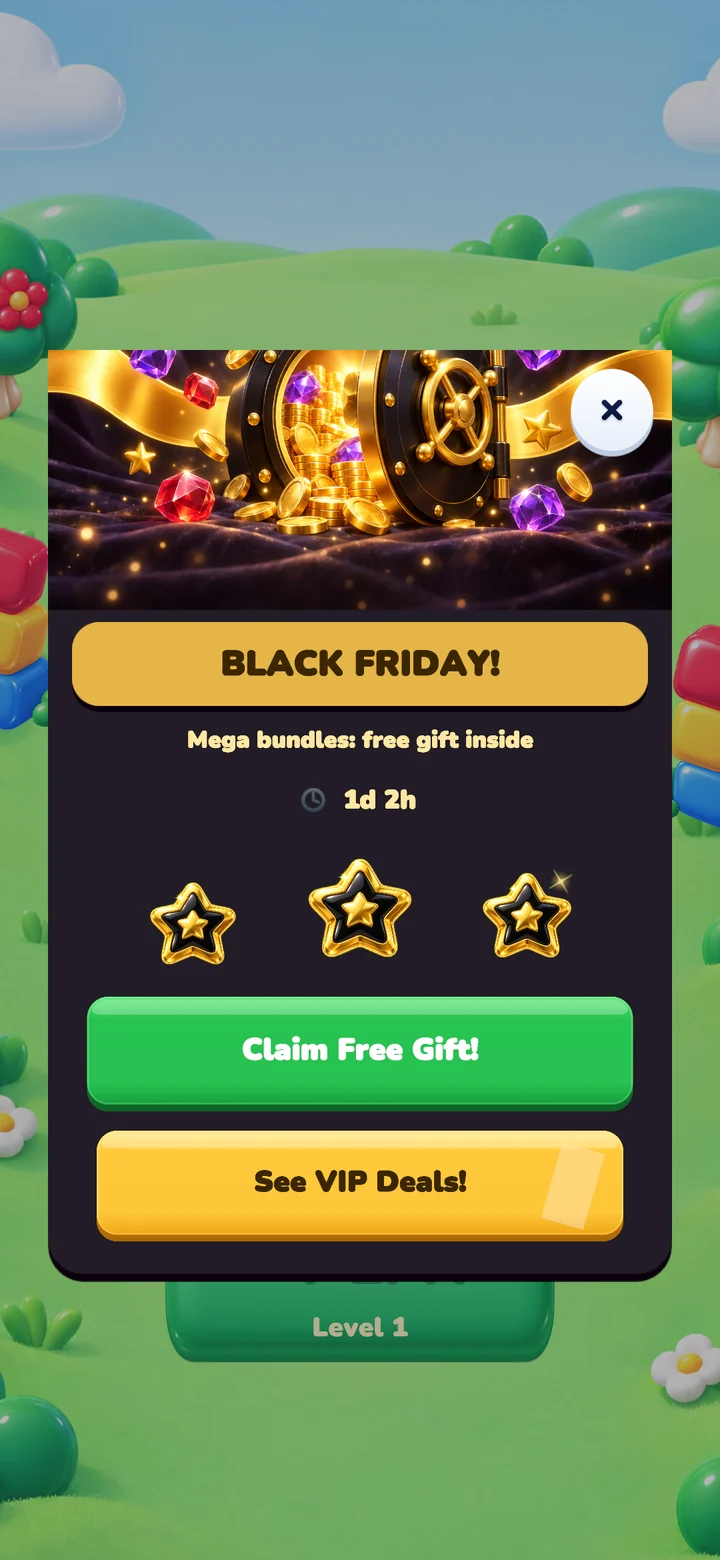 BLACK FRIDAY!
Mega bundles: free gift inside
1d 2h
Claim Free Gift!
See VIP Deals!
Level 1